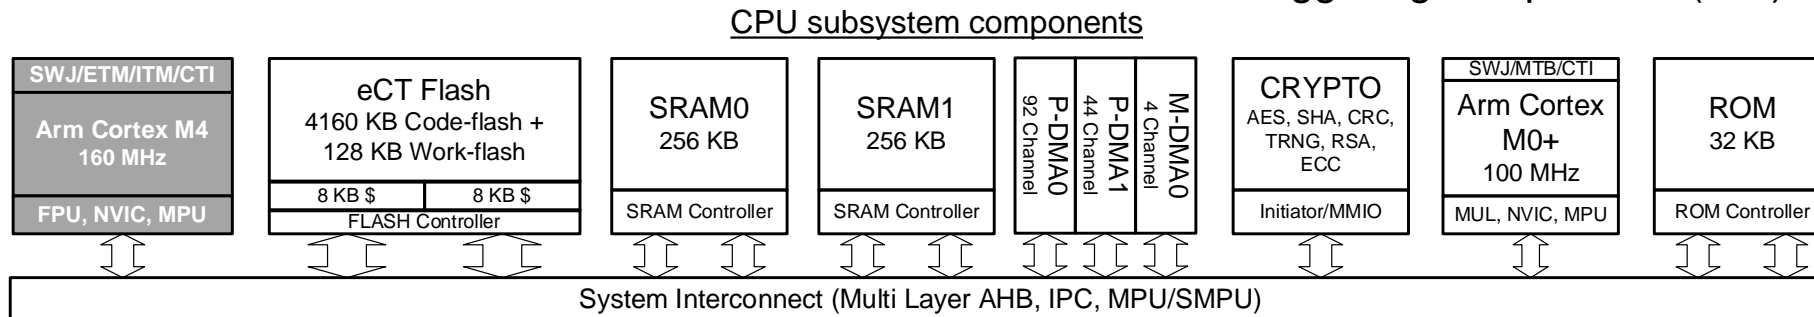 CPU subsystem components
SWJ/ETM/ITM/CTI
Arm Cortex M4
160 MHz
FPU, NVIC, MPU
eCT Flash
4160 KB Code-flash +
128 KB Work-flash
8 KB $
8 KB $
FLASH Controller
SRAM0
256 KB
SRAM Controller
SRAM1
256 KB
SRAM Controller
P-DMA0
92 Channel
P-DMA1
44 Channel
M-DMA0
4 Channel
CRYPTO
AES, SHA, CRC,
TRNG, RSA,
ECC
Initiator/MMIO
SWJ/MTB/CTI
Arm Cortex
M0+
100 MHz
MUL, NVIC, MPU
ROM
32 KB
ROM Controller
System Interconnect (Multi Layer AHB, IPC, MPU/SMPU)